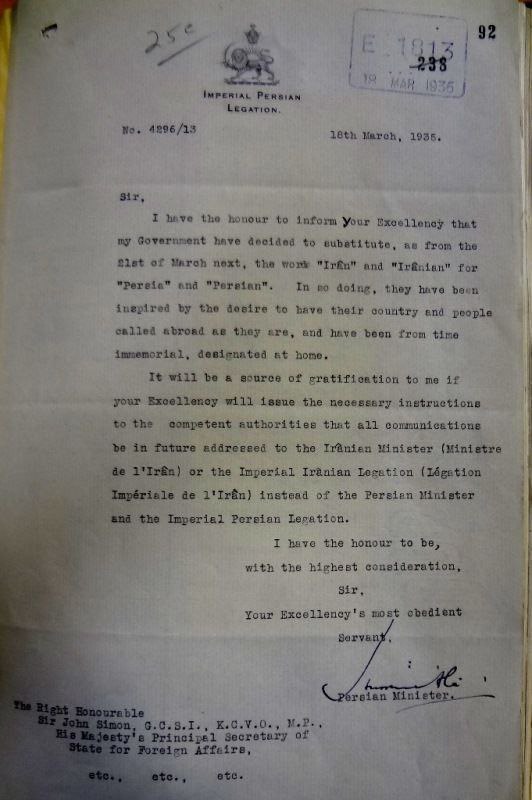 92
E 1813
238
18 MAR 1935
IMPERIAL PERSIAN
LEGATION.
No. 4296/13
18th March, 1935.
Sir,
I have the honour to inform Your Excellency that
my Government have decided to substitute, as from the
21st of March next, the work "Irân" and "Irânian" for
"Persia" and "Persian". In so doing, they have been
inspired by the desire to have their country and people
called abroad as they are, and have been from time
immemorial, designated at home.
It will be a source of gratification to me if
your Excellency will issue the necessary instructions
to the competent authorities that all communications
be in future addressed to the Irânian Minister (Ministre
de l'Irân) or the Imperial Irânian Legation (Légation
Impériale de l'Irân) instead of the Persian Minister
and the Imperial Persian Legation.
I have the honour to be,
with the highest consideration,
Sir,
Your Excellency's most obedient
Servant,
Persian Minister.
The Right Honourable
Sir John Simon, G.C.S.I., K.C.V.O., M.P.,
His Majesty's Principal Secretary of
State for Foreign Affairs,
etc., etc., etc.